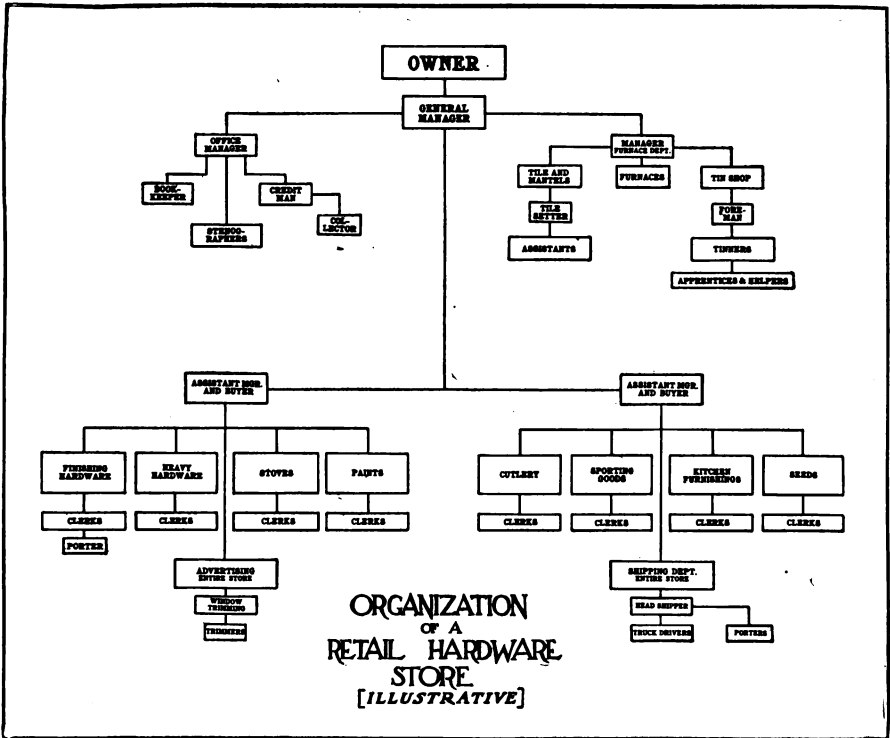 OWNER
GENERAL
MANAGER
OFFICE
MANAGER
MANAGER
FURNACE DEPT.
BOOK-
KEEPER
CREDIT
MAN
TILE AND
MANTELS
FURNACES
TIN SHOP
STENOG-
RAPHERS
COL-
LECTOR
TILE
SETTER
FORE-
MAN
ASSISTANTS
TINNERS
APPRENTICES & HELPERS
ASSISTANT MGR.
AND BUYER
ASSISTANT MGR.
AND BUYER
FINISHING
HARDWARE
HEAVY
HARDWARE
STOVES
PAINTS
CUTLERY
SPORTING
GOODS
KITCHEN
FURNISHINGS
SEEDS
CLERKS
CLERKS
CLERKS
CLERKS
CLERKS
CLERKS
CLERKS
CLERKS
PORTER
ADVERTISING
ENTIRE STORE
SHIPPING DEPT.
ENTIRE STORE
WINDOW
TRIMMING
HEAD SHIPPER
TRIMMERS
TRUCK DRIVERS
PORTERS
ORGANIZATION
OF A
RETAIL HARDWARE
STORE
[ILLUSTRATIVE]